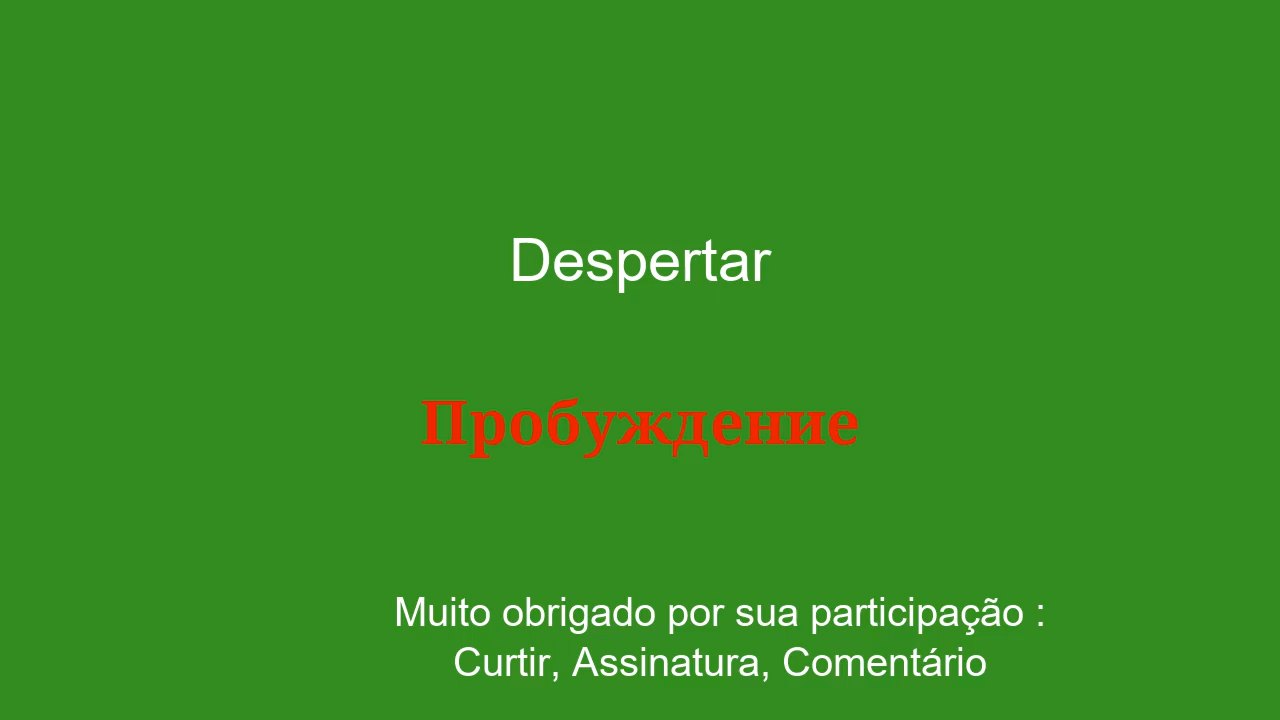 Despertar
Пробуждение
Muito obrigado por sua participação :
Curtir, Assinatura, Comentário